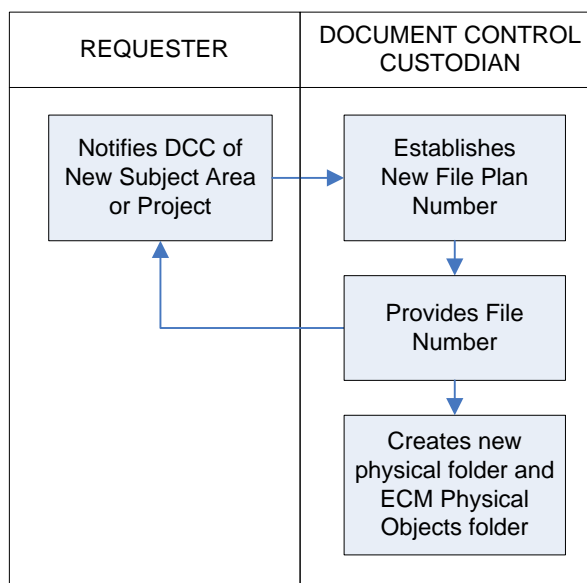 REQUESTER
DOCUMENT CONTROL
CUSTODIAN
Notifies DCC of
New Subject Area
or Project
Establishes
New File Plan
Number
Provides File
Number
Creates new
physical folder and
ECM Physical
Objects folder